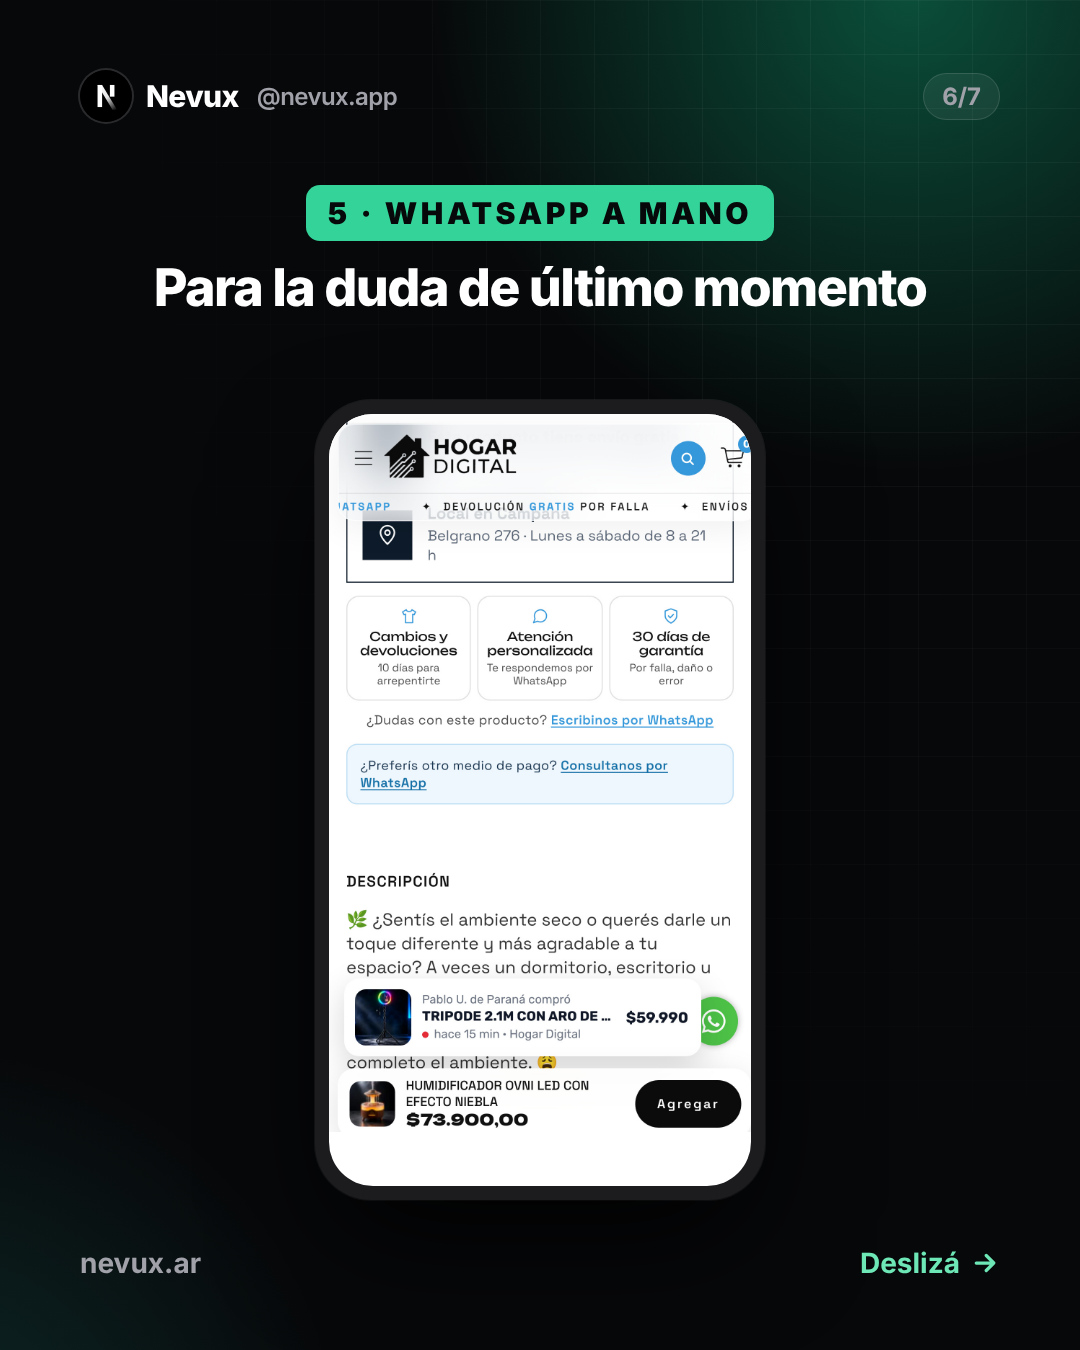 Nevux @nevux.app
6/7
5 · WHATSAPP A MANO
Para la duda de último momento
HOGAR
DIGITAL
ATSAPP ✦ DEVOLUCIÓN GRATIS POR FALLA ✦ ENVÍOS
Local en Campana
Belgrano 276 · Lunes a sábado de 8 a 21
h
Cambios y
devoluciones
10 días para
arrepentirte
Atención
personalizada
Te respondemos por
WhatsApp
30 días de
garantía
Por falla, daño o
error
¿Dudas con este producto? Escribinos por WhatsApp
¿Preferís otro medio de pago? Consultanos por
WhatsApp
DESCRIPCIÓN
🌿 ¿Sentís el ambiente seco o querés darle un
toque diferente y más agradable a tu
espacio? A veces un dormitorio, escritorio u
Pablo U. de Paraná compró
TRIPODE 2.1M CON ARO DE ... $59.990
hace 15 min • Hogar Digital
completo el ambiente. 😩
HUMIDIFICADOR OVNI LED CON
EFECTO NIEBLA
$73.900,00
Agregar
nevux.ar
Deslizá →